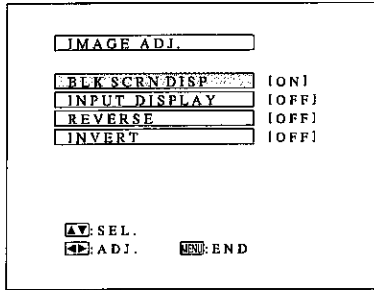 IMAGE ADJ.
BLK SCRN DISP [ON]
INPUT DISPLAY [OFF]
REVERSE [OFF]
INVERT [OFF]
▲▼:SEL.
◀▶:ADJ. MENU:END